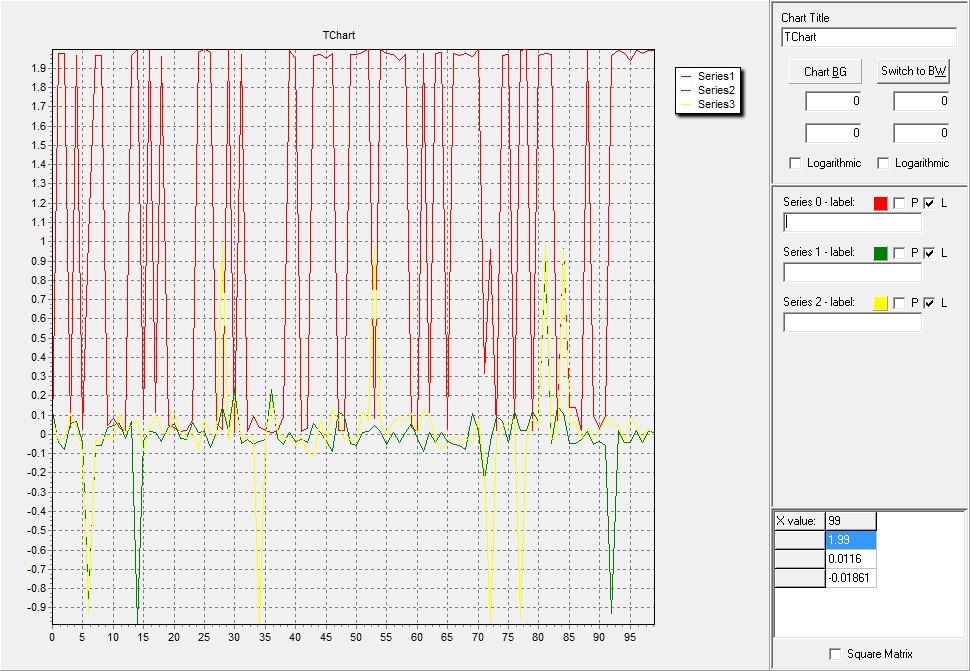 TChart
1.9
1.8
1.7
1.6
1.5
1.4
1.3
1.2
1.1
1
0.9
0.8
0.7
0.6
0.5
0.4
0.3
0.2
0.1
0
-0.1
-0.2
-0.3
-0.4
-0.5
-0.6
-0.7
-0.8
-0.9
0 5 10 15 20 25 30 35 40 45 50 55 60 65 70 75 80 85 90 95
Series1
Series2
Series3
Chart Title
TChart
Chart BG Switch to BW
0 0
0 0
Logarithmic Logarithmic
Series 0 - label: P L
Series 1 - label: P L
Series 2 - label: P L
X value: 99
1.99
0.0116
-0.01861
Square Matrix